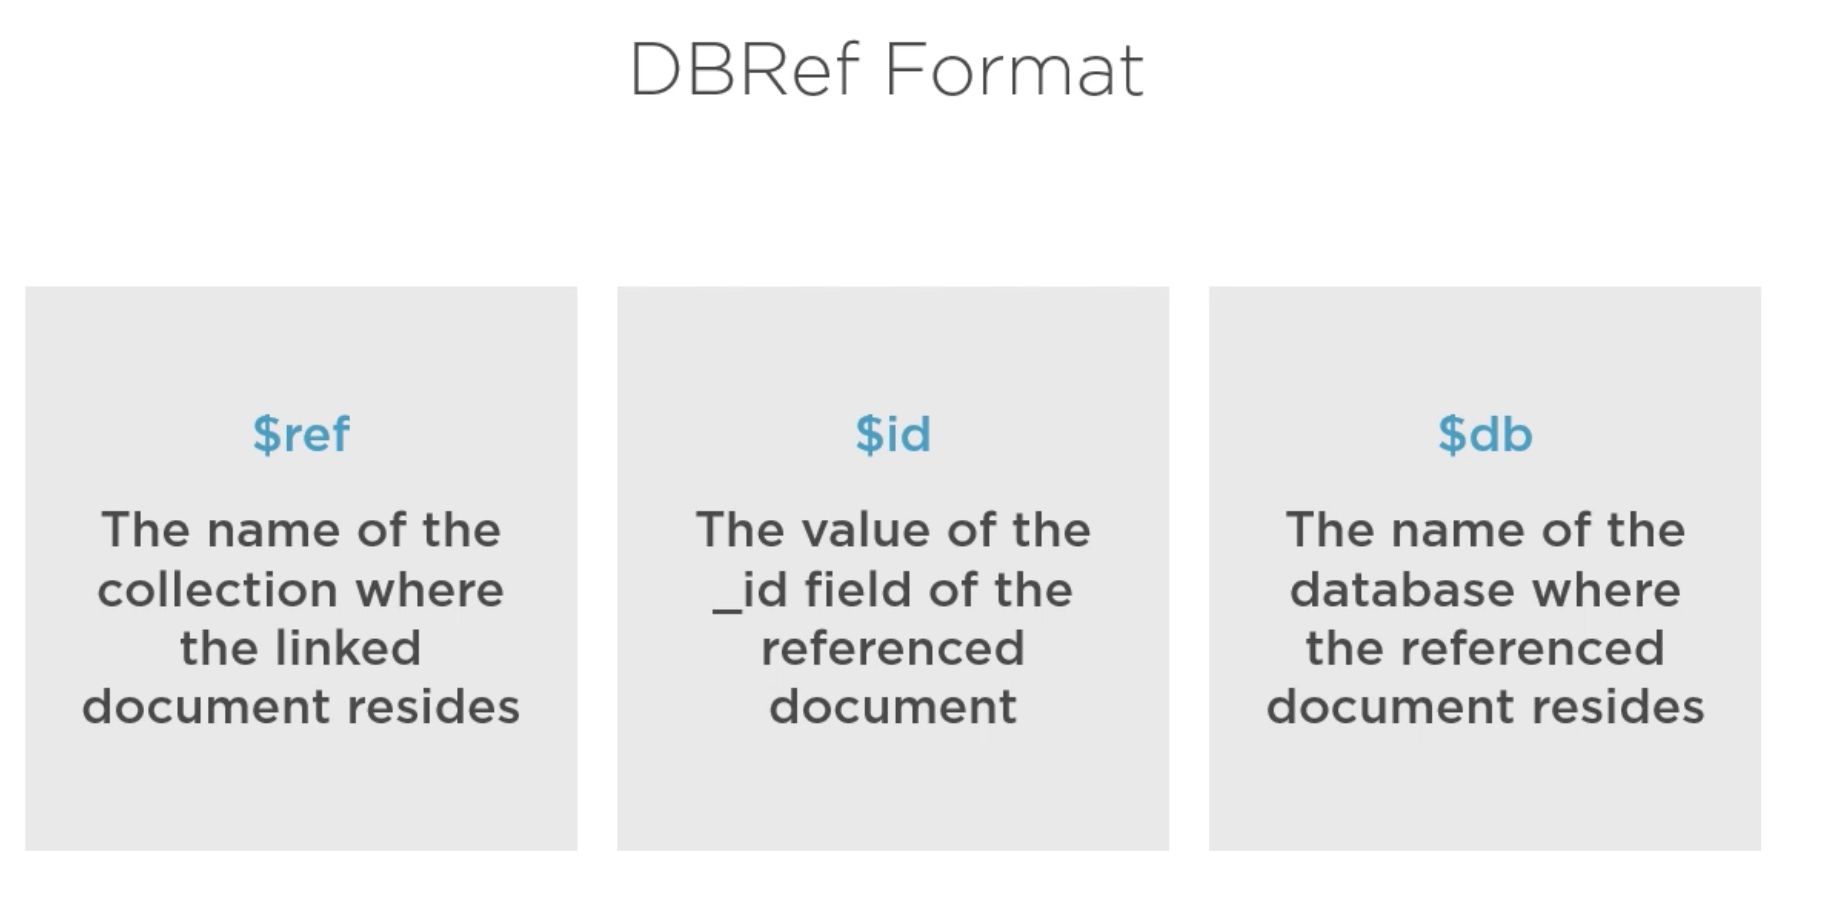 DBRef Format
$ref
The name of the
collection where
the linked
document resides
$id
The value of the
_id field of the
referenced
document
$db
The name of the
database where
the referenced
document resides